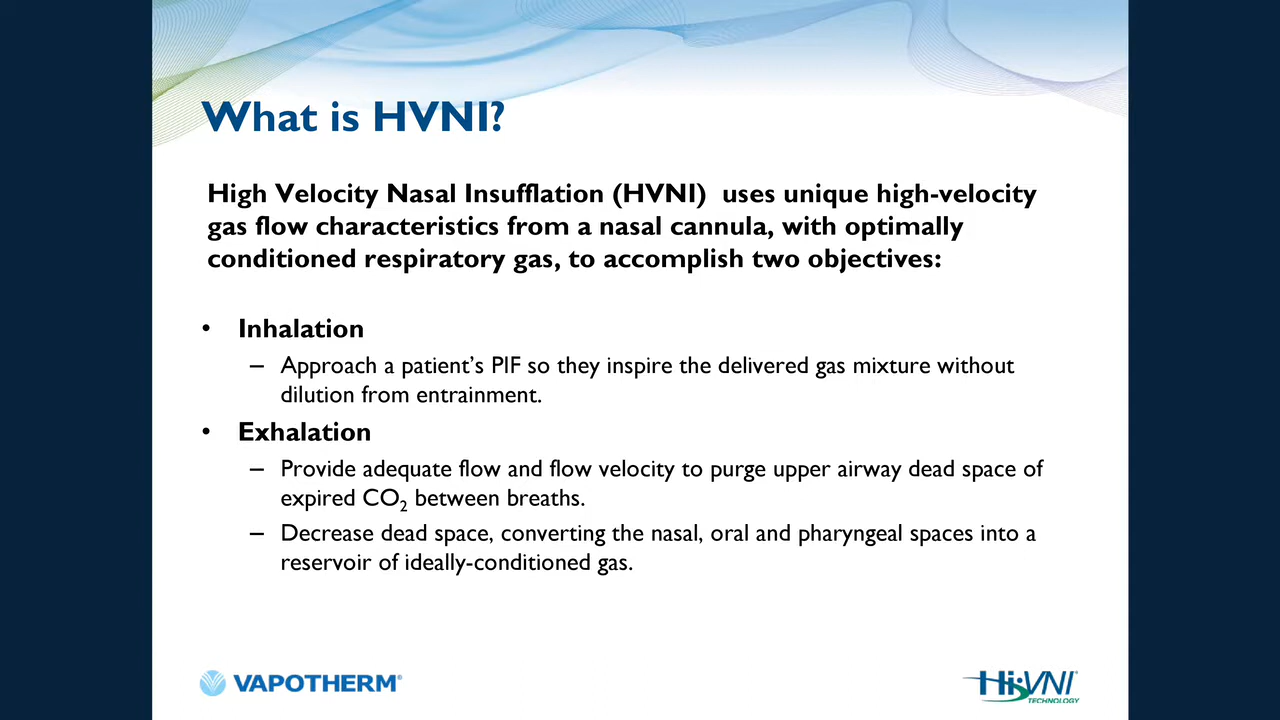 What is HVNI?
High Velocity Nasal Insufflation (HVNI) uses unique high-velocity
gas flow characteristics from a nasal cannula, with optimally
conditioned respiratory gas, to accomplish two objectives:
• Inhalation
– Approach a patient's PIF so they inspire the delivered gas mixture without
dilution from entrainment.
• Exhalation
– Provide adequate flow and flow velocity to purge upper airway dead space of
expired CO₂ between breaths.
– Decrease dead space, converting the nasal, oral and pharyngeal spaces into a
reservoir of ideally-conditioned gas.
VAPOTHERM®
Hi-VNI®
TECHNOLOGY